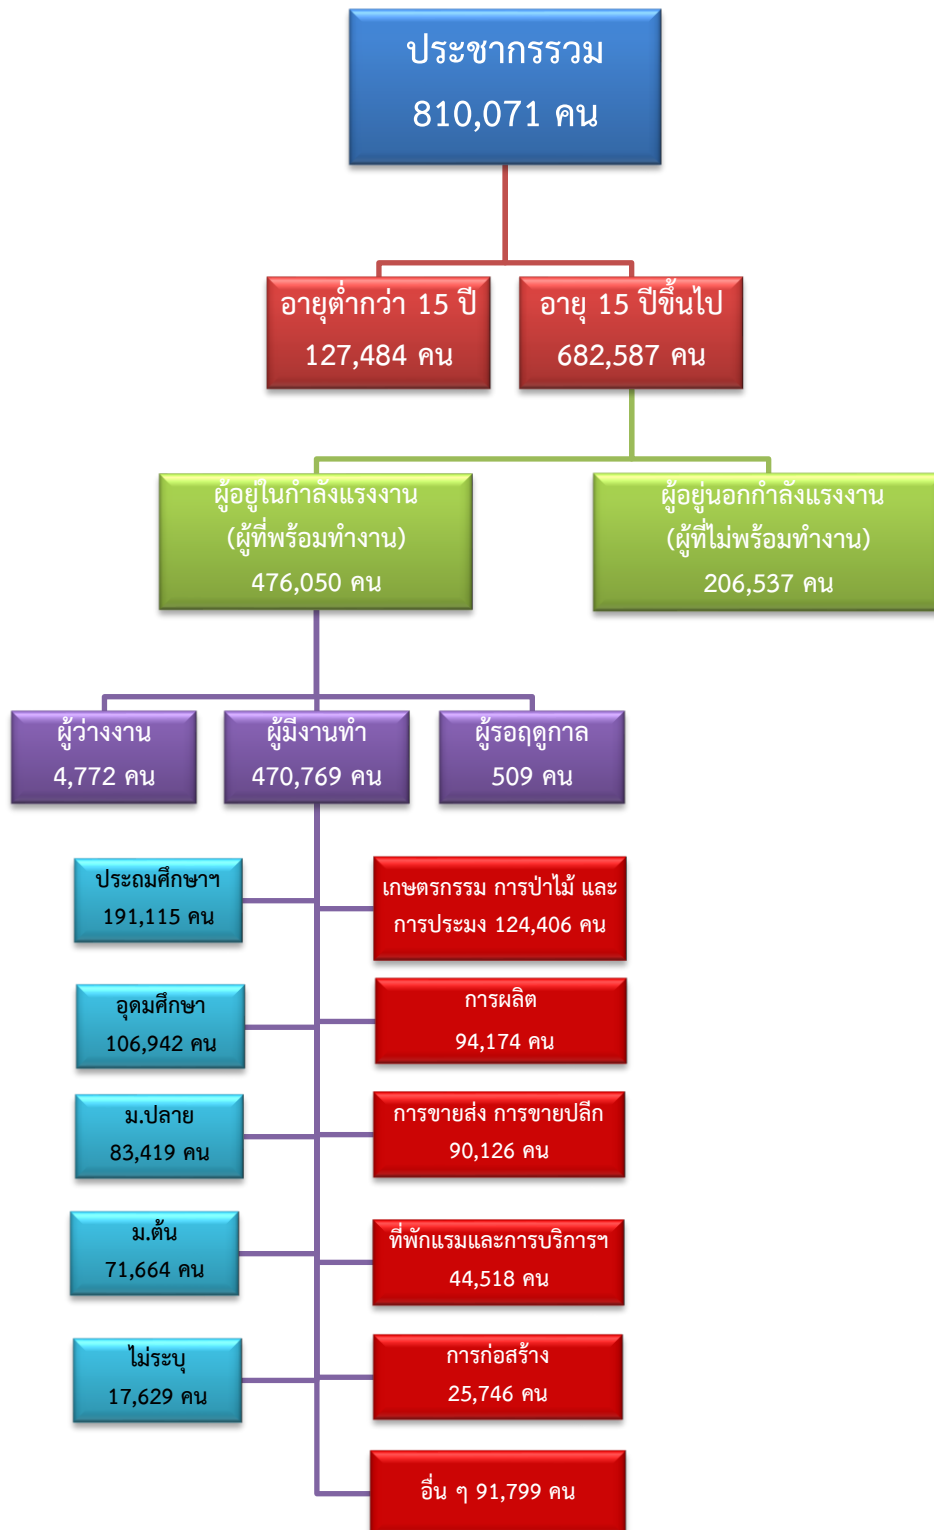 ประชากรรวม
810,071 คน
อายุต่ำกว่า 15 ปี
127,484 คน
อายุ 15 ปีขึ้นไป
682,587 คน
ผู้อยู่ในกำลังแรงงาน
(ผู้ที่พร้อมทำงาน)
476,050 คน
ผู้อยู่นอกกำลังแรงงาน
(ผู้ที่ไม่พร้อมทำงาน)
206,537 คน
ผู้ว่างงาน
4,772 คน
ผู้มีงานทำ
470,769 คน
ผู้รอฤดูกาล
509 คน
ประถมศึกษาฯ
191,115 คน
เกษตรกรรม การป่าไม้ และ
การประมง 124,406 คน
อุดมศึกษา
106,942 คน
การผลิต
94,174 คน
ม.ปลาย
83,419 คน
การขายส่ง การขายปลีก
90,126 คน
ม.ต้น
71,664 คน
ที่พักแรมและการบริการฯ
44,518 คน
ไม่ระบุ
17,629 คน
การก่อสร้าง
25,746 คน
อื่น ๆ 91,799 คน